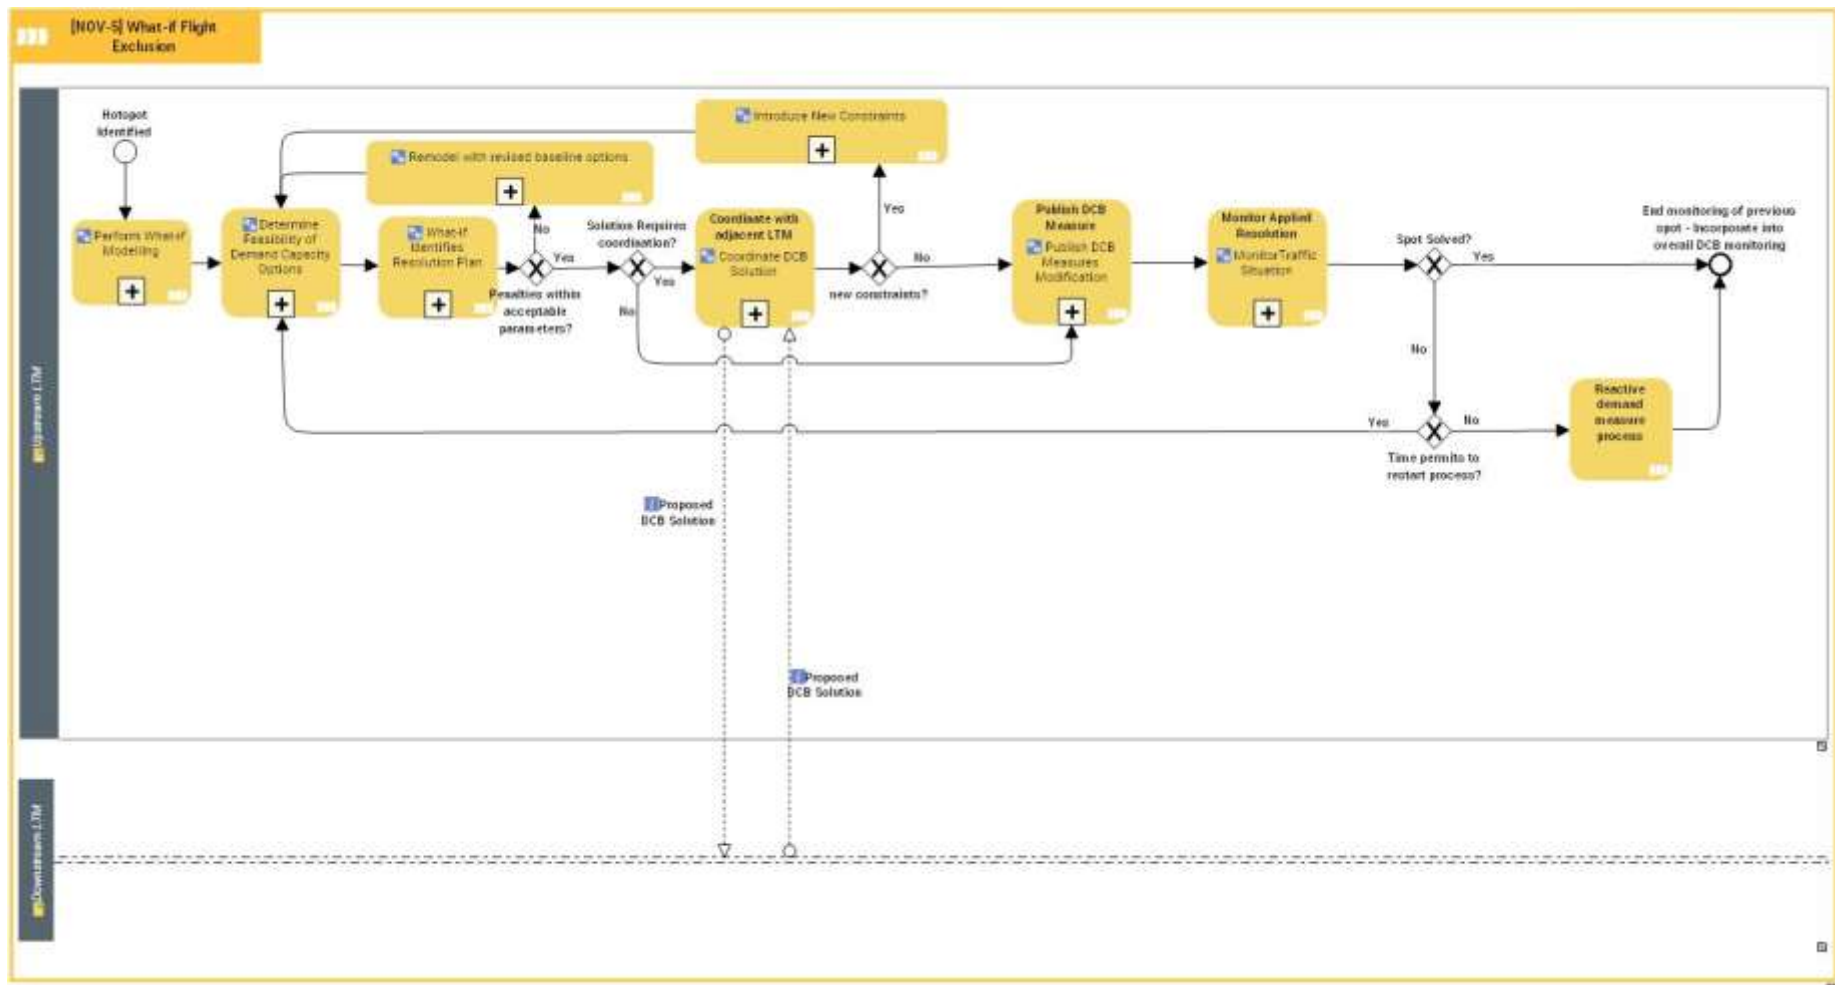 [NOV-5] What-if Flight
Exclusion
Hotspot
Identified
Introduce New Constraints
Remodel with revised baseline options
Perform What-if
Modelling
Determine
Feasibility of
Demand Capacity
Options
What-If
Identifies
Resolution Plan
No
Yes
Penalties within
acceptable
parameters?
Solution Requires
coordination?
Yes
No
Coordinate with
adjacent LTM
Coordinate DCB
Solution
Yes
No
new constraints?
Publish DCB
Measure
Publish DCB
Measures
Modification
Monitor Applied
Resolution
Monitor Traffic
Situation
Spot Solved?
Yes
No
End monitoring of previous
spot - Incorporate into
overall DCB monitoring
Yes
No
Time permits to
restart process?
Reactive
demand
measure
process
Upstream LTM
Proposed
DCB Solution
Proposed
DCB Solution
Downstream LTM